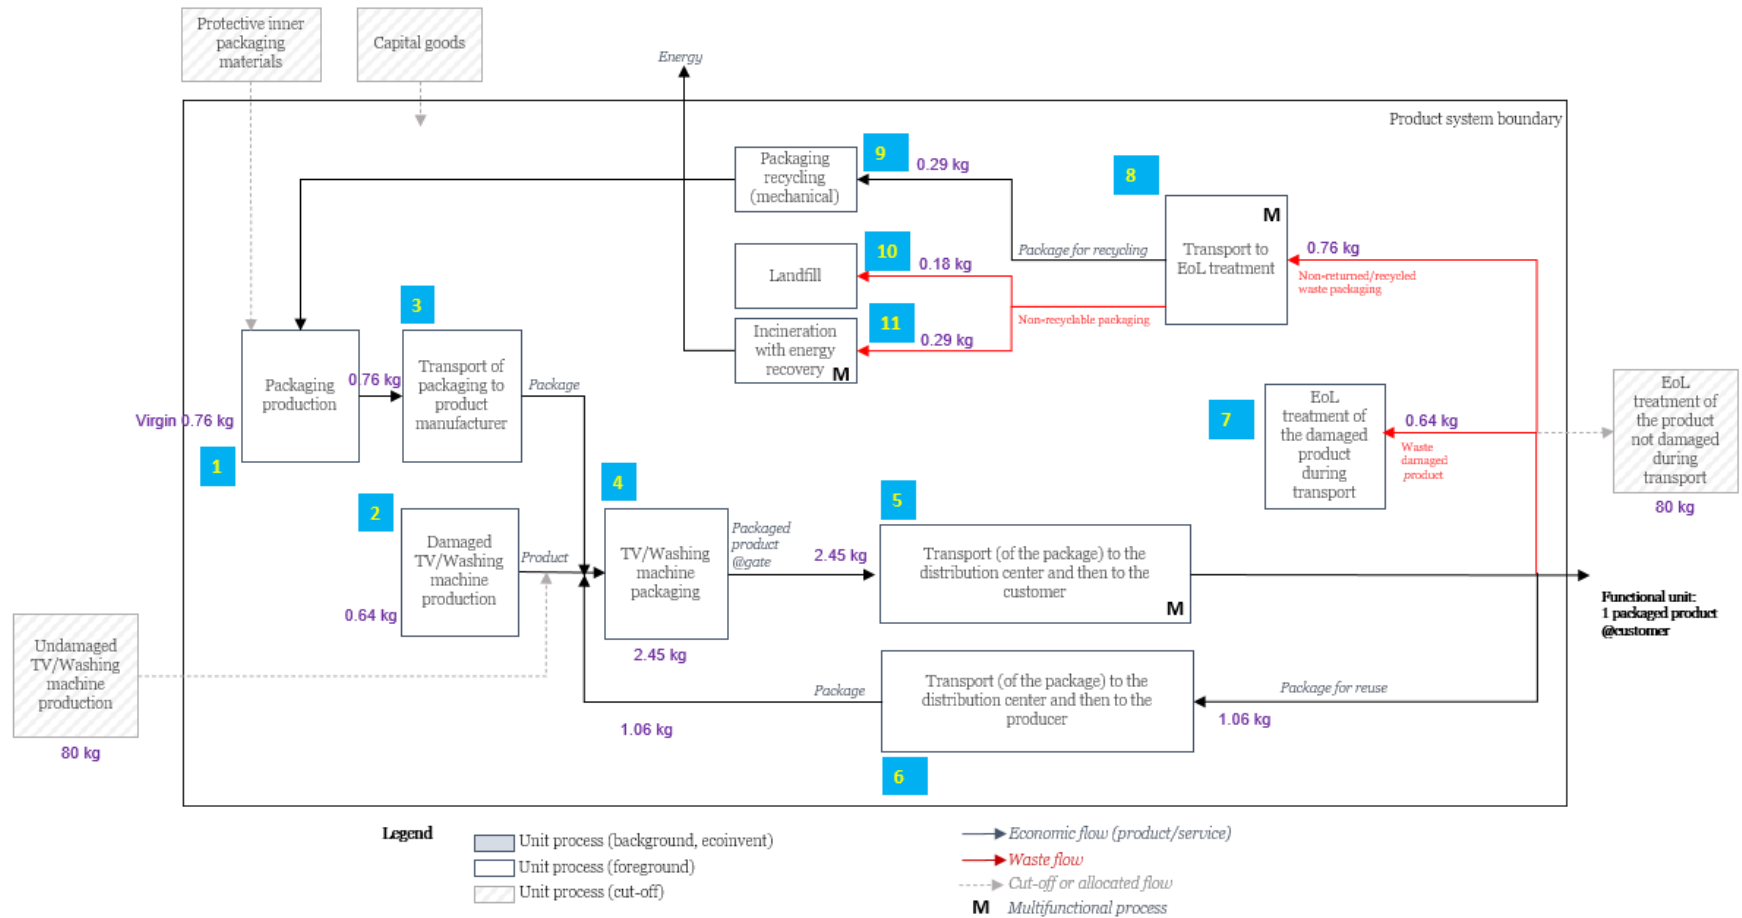 Protective inner
packaging
materials
Capital goods
Energy
Product system boundary
Packaging
recycling
(mechanical)
9
0.29 kg
8
M
Transport to
EoL treatment
0.76 kg
Non-returned/recycled
waste packaging
Package for recycling
Landfill
10
0.18 kg
Non-recyclable packaging
Incineration
with energy
recovery
M
11
0.29 kg
3
Packaging
production
Virgin 0.76 kg
1
0.76 kg
Transport of
packaging to
product
manufacturer
Package
7
EoL
treatment of
the damaged
product
during
transport
0.64 kg
Waste
damaged
product
EoL
treatment of
the product
not damaged
during
transport
80 kg
2
Damaged
TV/Washing
machine
production
0.64 kg
Product
4
TV/Washing
machine
packaging
2.45 kg
Packaged
product
@gate
2.45 kg
5
Transport (of the package) to the
distribution center and then to the
customer
M
Functional unit:
1 packaged product
@customer
Undamaged
TV/Washing
machine
production
80 kg
Package
1.06 kg
Transport (of the package) to the
distribution center and then to the
producer
6
Package for reuse
1.06 kg
Legend
Unit process (background, ecoinvent)
Unit process (foreground)
Unit process (cut-off)
Economic flow (product/service)
Waste flow
Cut-off or allocated flow
M Multifunctional process